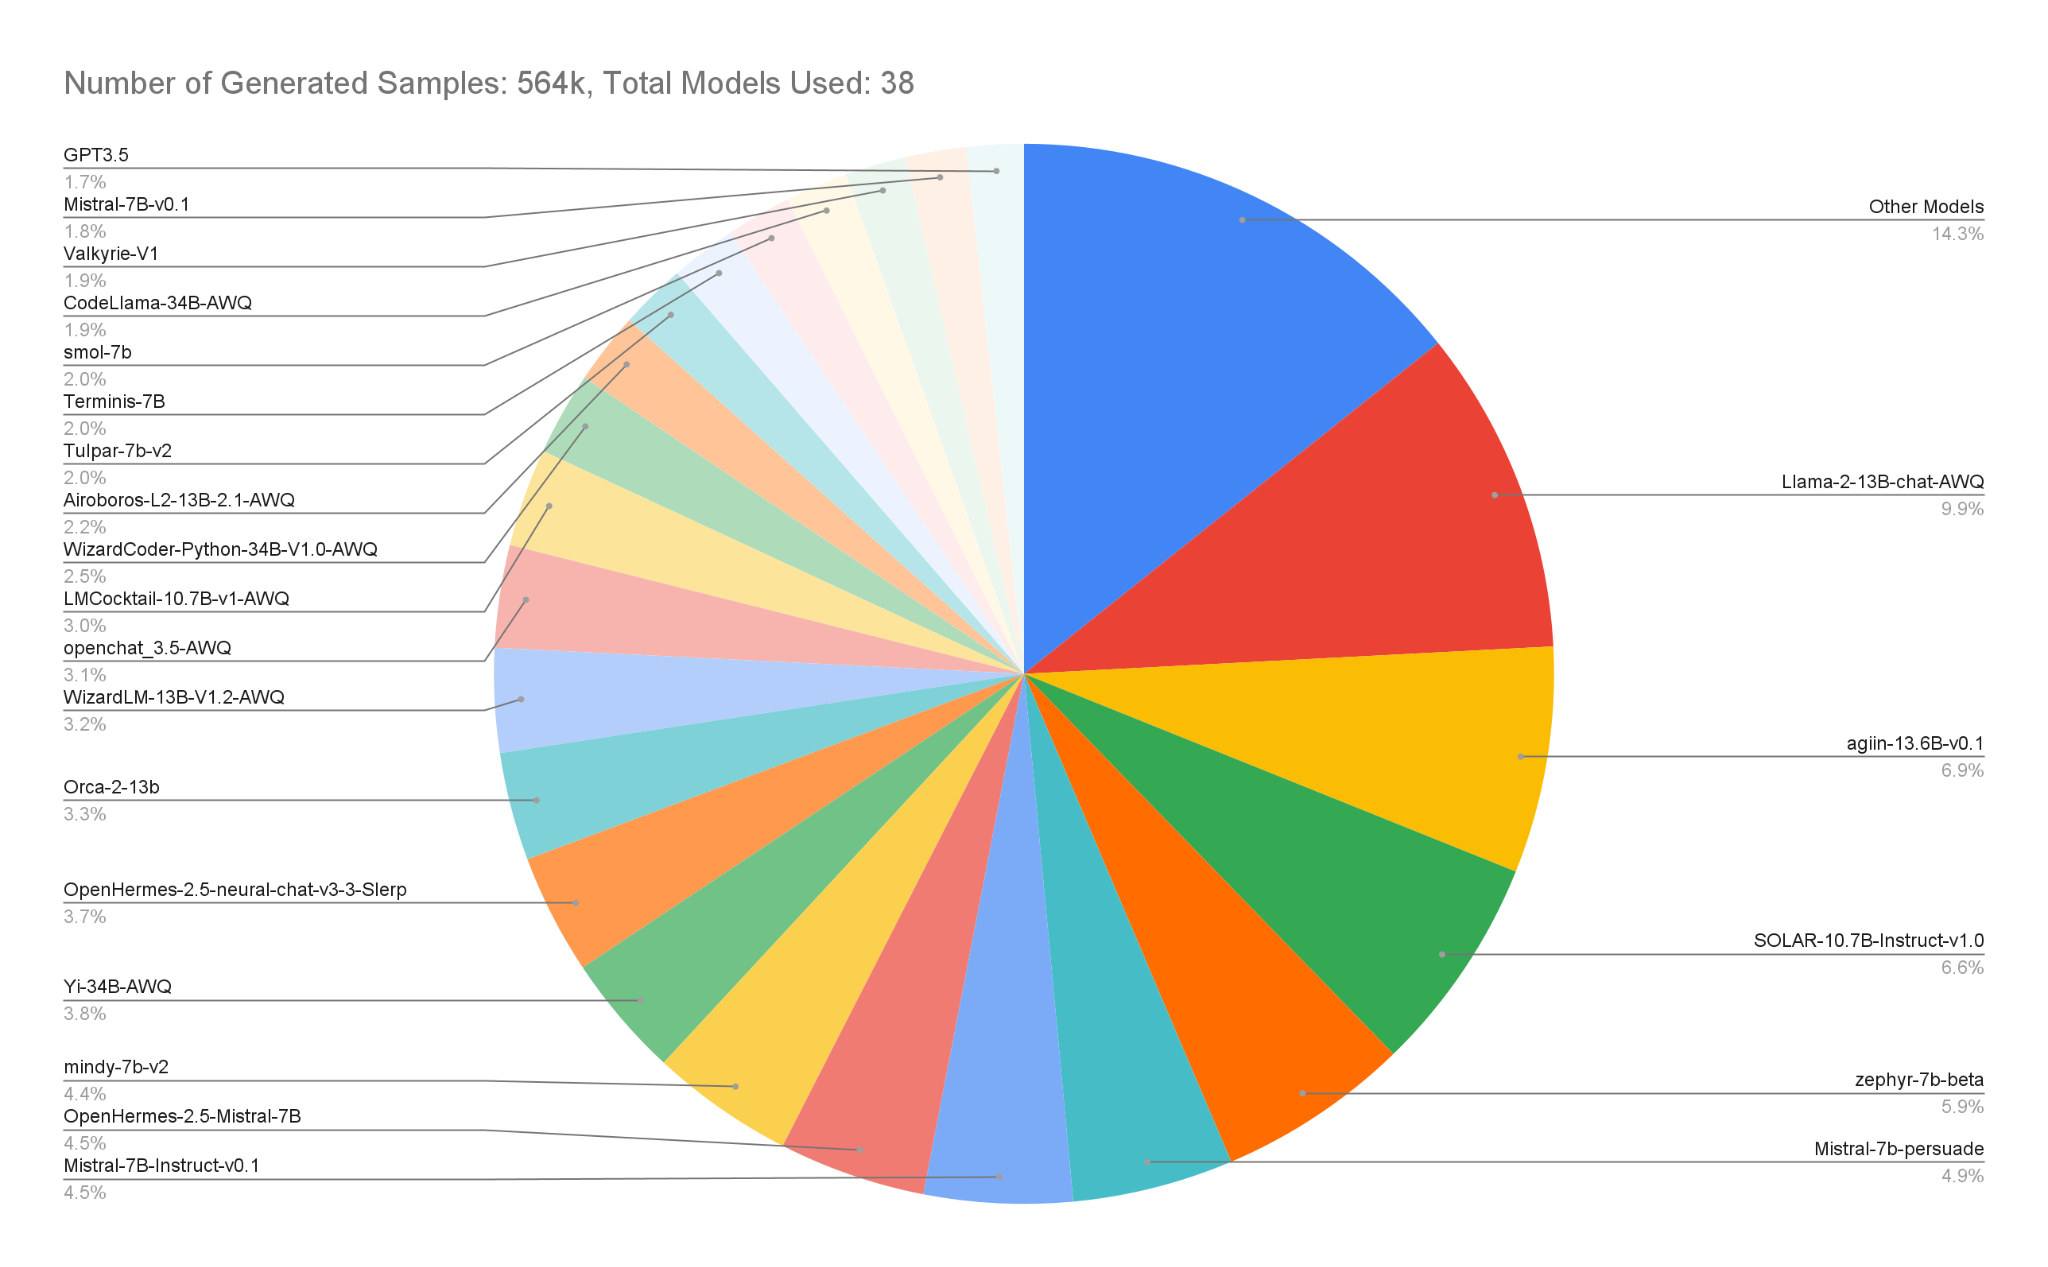 Number of Generated Samples: 564k, Total Models Used: 38
GPT3.5
1.7%
Mistral-7B-v0.1
1.8%
Valkyrie-V1
1.9%
CodeLlama-34B-AWQ
1.9%
smol-7b
2.0%
Terminis-7B
2.0%
Tulpar-7b-v2
2.0%
Airoboros-L2-13B-2.1-AWQ
2.2%
WizardCoder-Python-34B-V1.0-AWQ
2.5%
LMCocktail-10.7B-v1-AWQ
3.0%
openchat_3.5-AWQ
3.1%
WizardLM-13B-V1.2-AWQ
3.2%
Orca-2-13b
3.3%
OpenHermes-2.5-neural-chat-v3-3-Slerp
3.7%
Yi-34B-AWQ
3.8%
mindy-7b-v2
4.4%
OpenHermes-2.5-Mistral-7B
4.5%
Mistral-7B-Instruct-v0.1
4.5%
Other Models
14.3%
Llama-2-13B-chat-AWQ
9.9%
agiin-13.6B-v0.1
6.9%
SOLAR-10.7B-Instruct-v1.0
6.6%
zephyr-7b-beta
5.9%
Mistral-7b-persuade
4.9%